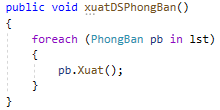 public void xuatDSPhongBan()
{
foreach (PhongBan pb in lst)
{
pb.Xuat();
}
}